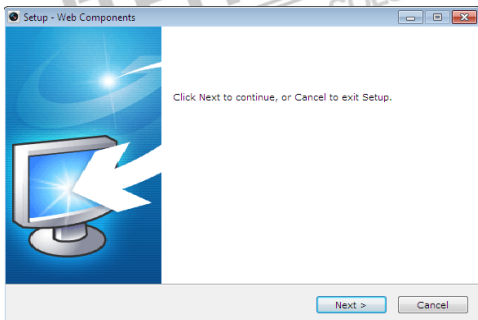 Setup - Web Components
Click Next to continue, or Cancel to exit Setup.
Next >
Cancel